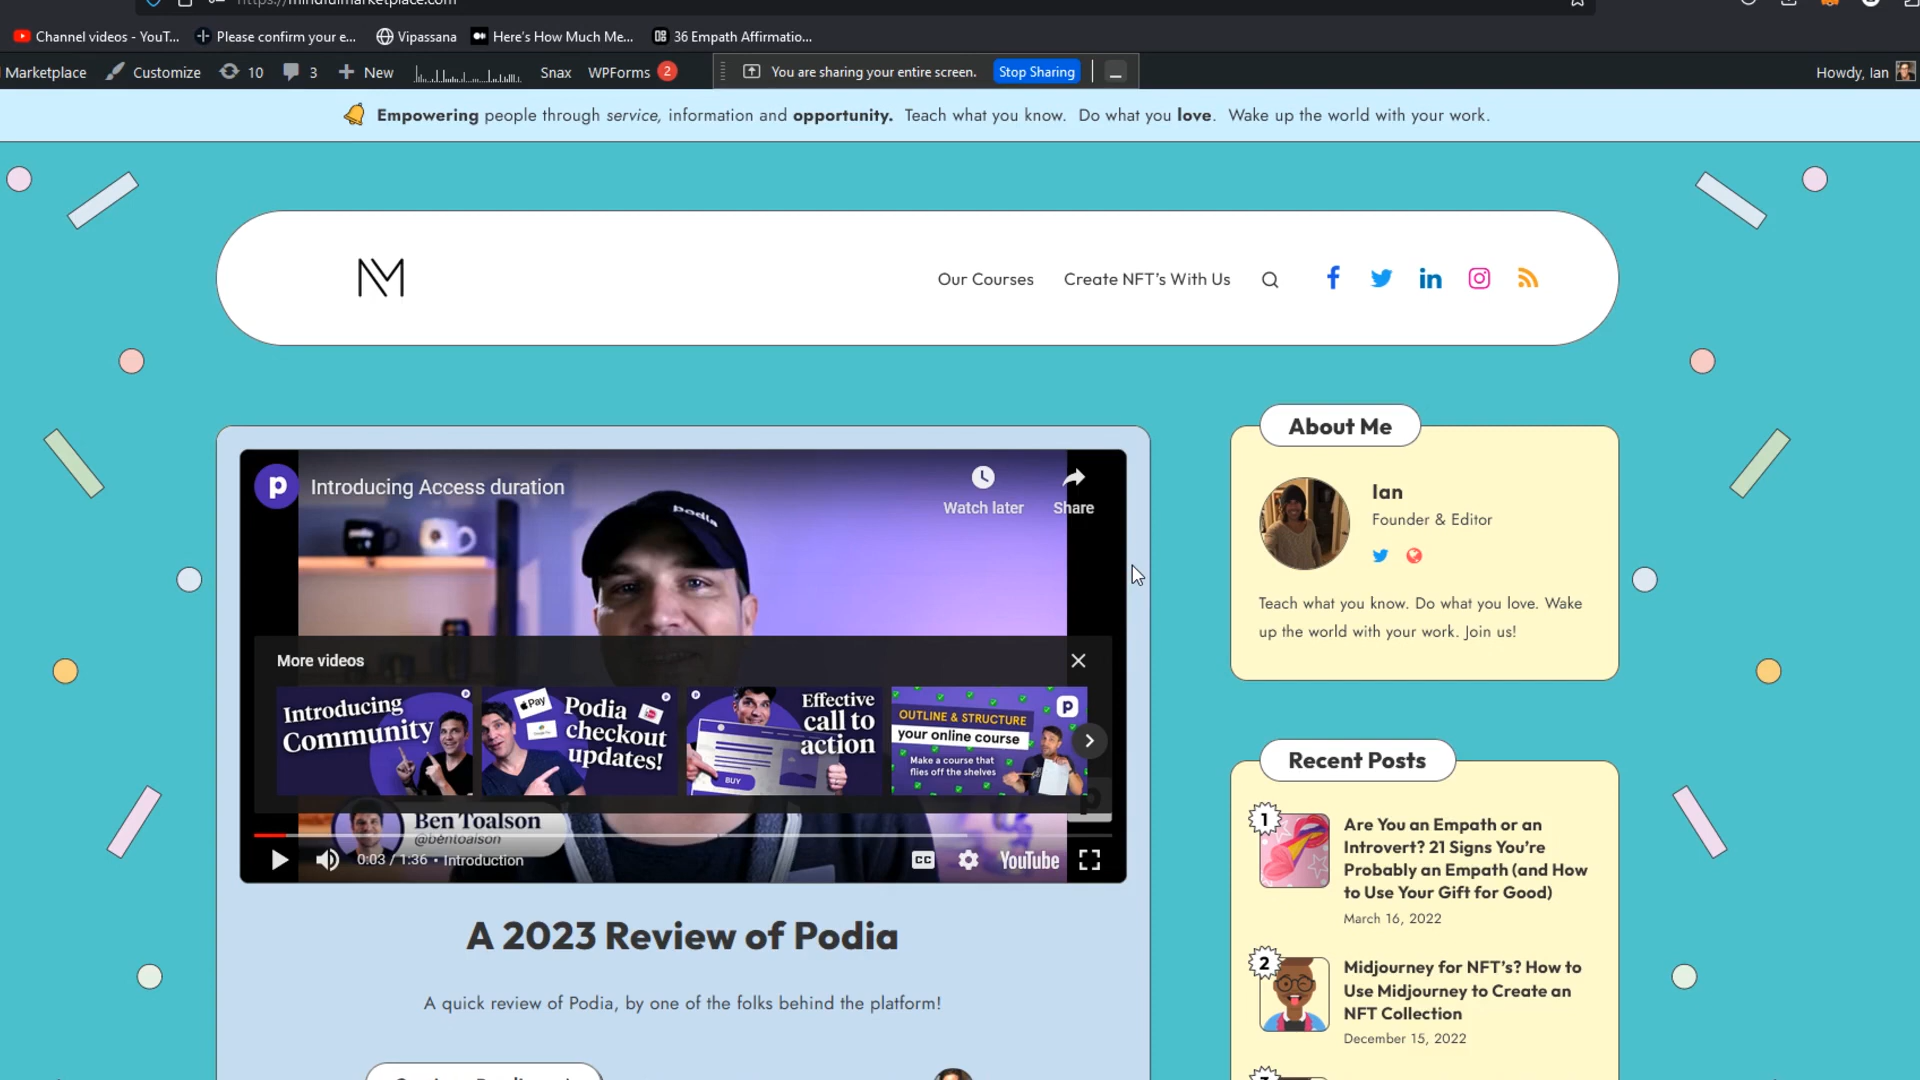 https://mindfulmarketplace.com
Channel videos - YouT...
Please confirm your e...
Vipassana
Here's How Much Me...
36 Empath Affirmatio...
Marketplace
Customize
10
3
New
Snax
WPForms 2
You are sharing your entire screen.
Stop Sharing
Howdy, Ian
Empowering people through service, information and opportunity. Teach what you know. Do what you love. Wake up the world with your work.
Our Courses
Create NFT's With Us
Introducing Access duration
Watch later
Share
podia
More videos
Introducing Community
Pay
Podia checkout updates!
Effective call to action
BUY
OUTLINE & STRUCTURE
your online course
Make a course that
flies off the shelves
Ben Toalson
@bentoalson
0:03 / 1:36 • Introduction
CC
YouTube
A 2023 Review of Podia
A quick review of Podia, by one of the folks behind the platform!
About Me
Ian
Founder & Editor
Teach what you know. Do what you love. Wake
up the world with your work. Join us!
Recent Posts
1
Are You an Empath or an
Introvert? 21 Signs You're
Probably an Empath (and How
to Use Your Gift for Good)
March 16, 2022
2
Midjourney for NFT's? How to
Use Midjourney to Create an
NFT Collection
December 15, 2022